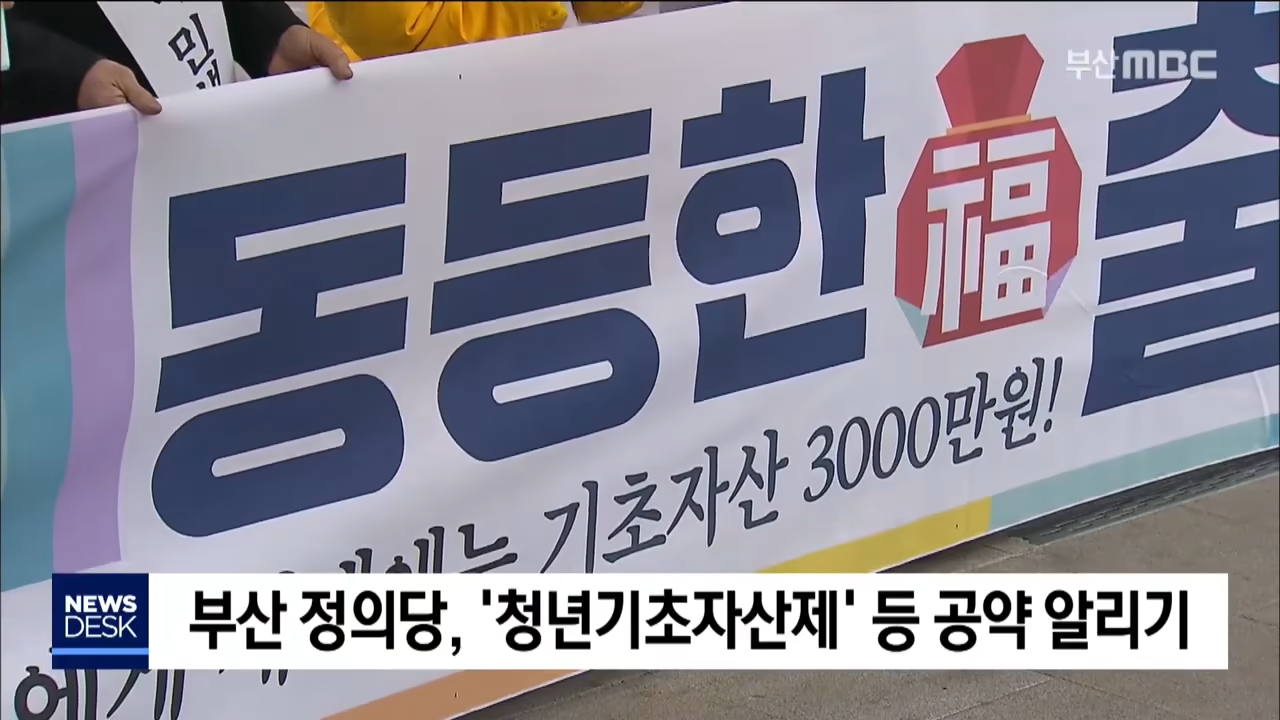 부산MBC
동등한 福 출
기초자산 3000만원!
NEWS
DESK
부산 정의당, '청년기초자산제' 등 공약 알리기